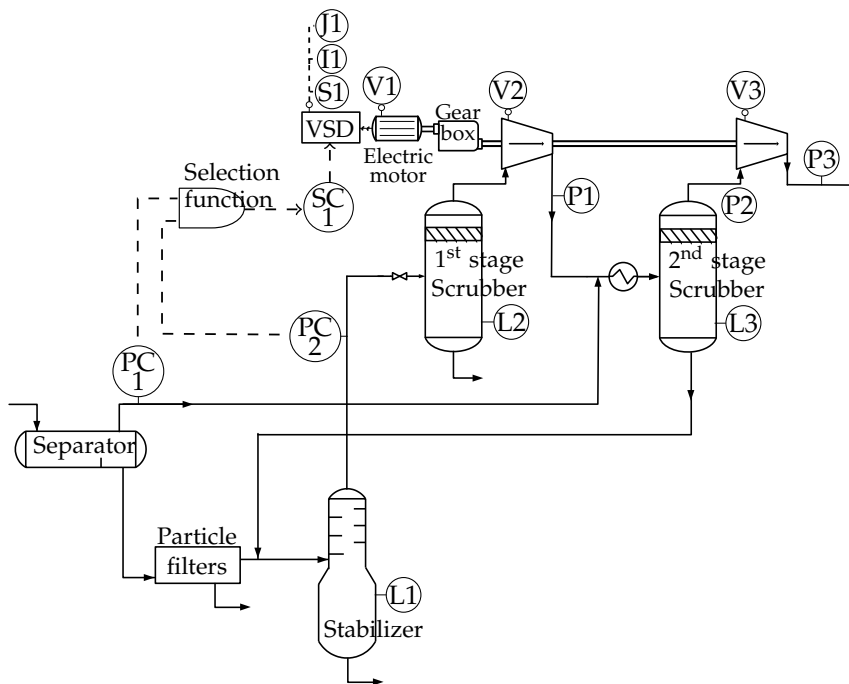 J1
I1
S1
V1
V2
V3
VSD
Gear
box
Electric
motor
P3
Selection
function
SC
1
P1
P2
1st stage
Scrubber
2nd stage
Scrubber
PC
2
L2
L3
PC
1
Separator
Particle
filters
L1
Stabilizer